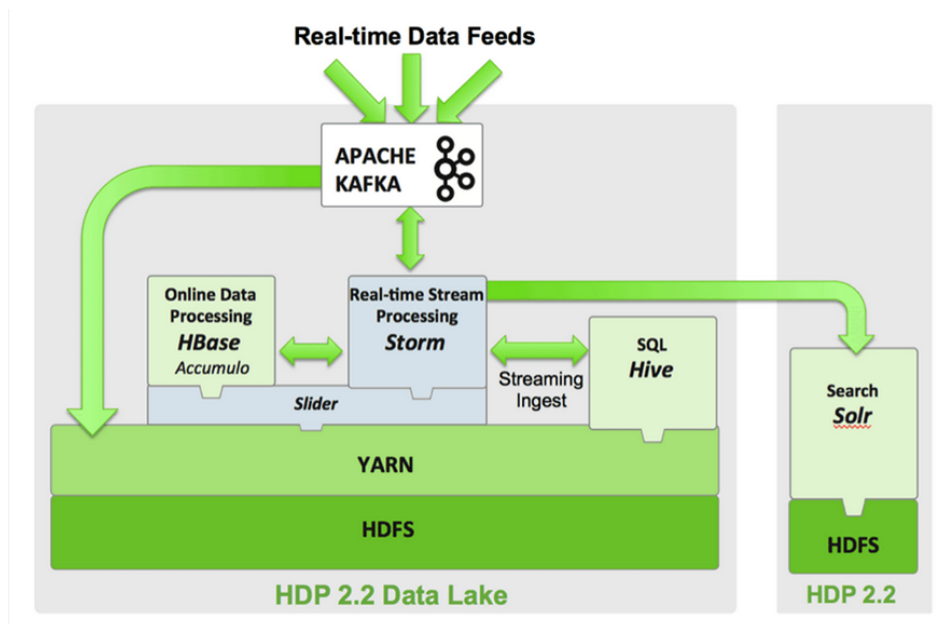 Real-time Data Feeds
APACHE
KAFKA
Online Data
Processing
HBase
Accumulo
Real-time Stream
Processing
Storm
Slider
Streaming
Ingest
SQL
Hive
Search
Solr
YARN
HDFS
HDFS
HDP 2.2 Data Lake
HDP 2.2